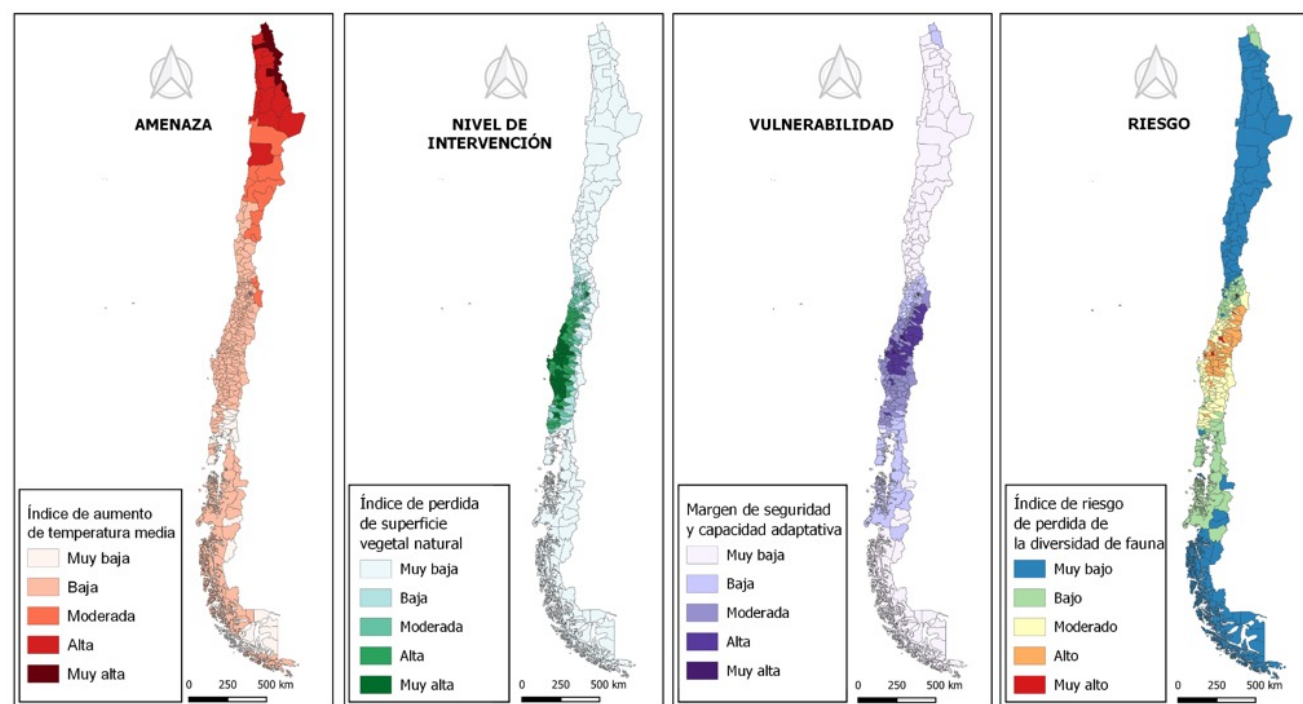 AMENAZA
Índice de aumento
de temperatura media
Muy baja
Baja
Moderada
Alta
Muy alta
0 250 500 km
NIVEL DE
INTERVENCIÓN
Índice de perdida
de superficie
vegetal natural
Muy baja
Baja
Moderada
Alta
Muy alta
0 250 500 km
VULNERABILIDAD
Margen de seguridad
y capacidad adaptativa
Muy baja
Baja
Moderada
Alta
Muy alta
0 250 500 km
RIESGO
Índice de riesgo
de perdida de
la diversidad de fauna
Muy bajo
Bajo
Moderado
Alto
Muy alto
0 250 500 km